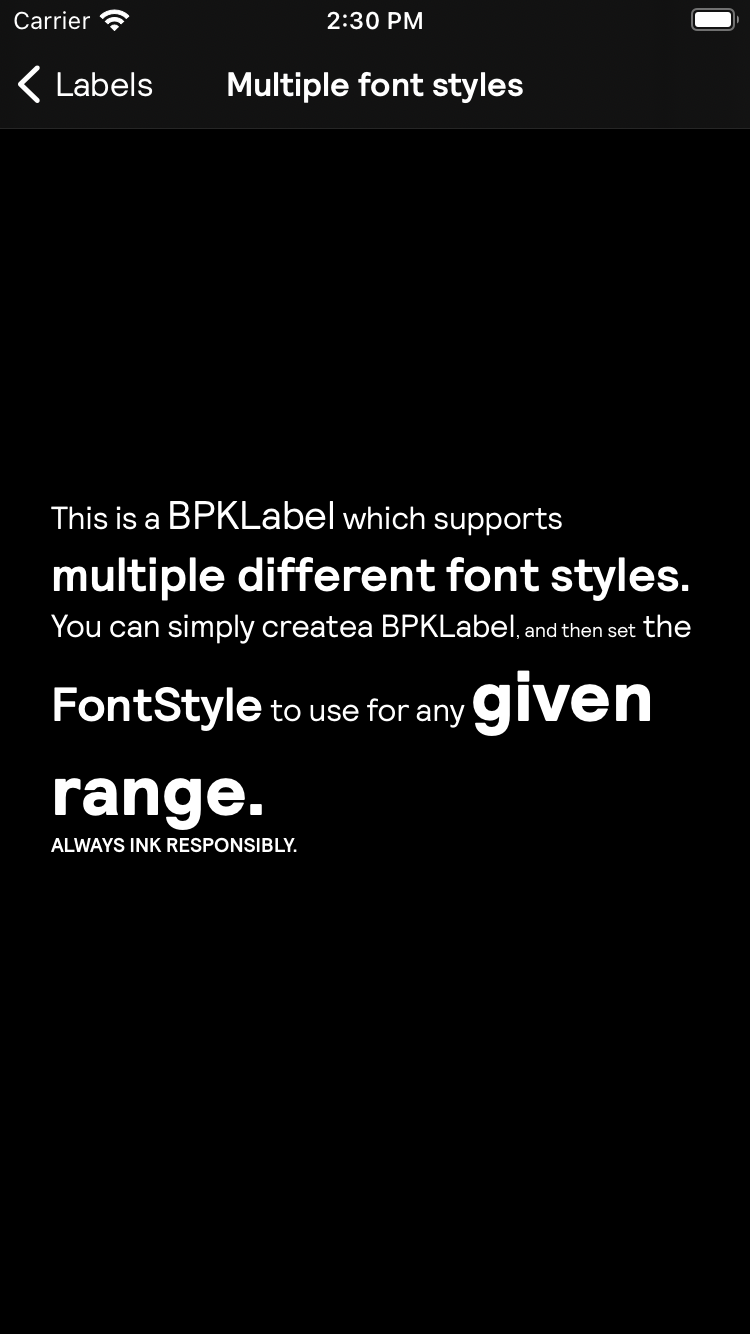 Carrier 2:30 PM
Labels Multiple font styles
This is a BPKLabel which supports
multiple different font styles.
You can simply createa BPKLabel, and then set the
FontStyle to use for any given
range.
ALWAYS INK RESPONSIBLY.